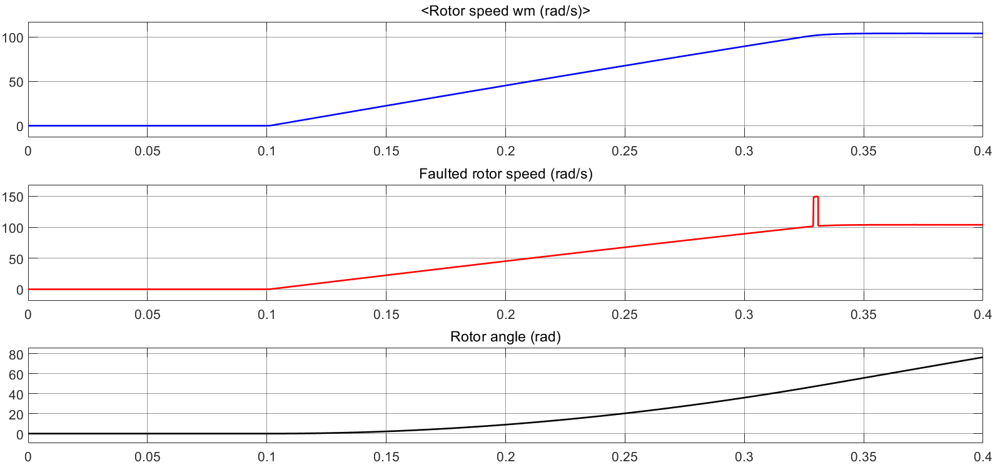 <Rotor speed wm (rad/s)>
100
50
0
0 0.05 0.1 0.15 0.2 0.25 0.3 0.35 0.4
Faulted rotor speed (rad/s)
150
100
50
0
0 0.05 0.1 0.15 0.2 0.25 0.3 0.35 0.4
Rotor angle (rad)
80
60
40
20
0
0 0.05 0.1 0.15 0.2 0.25 0.3 0.35 0.4